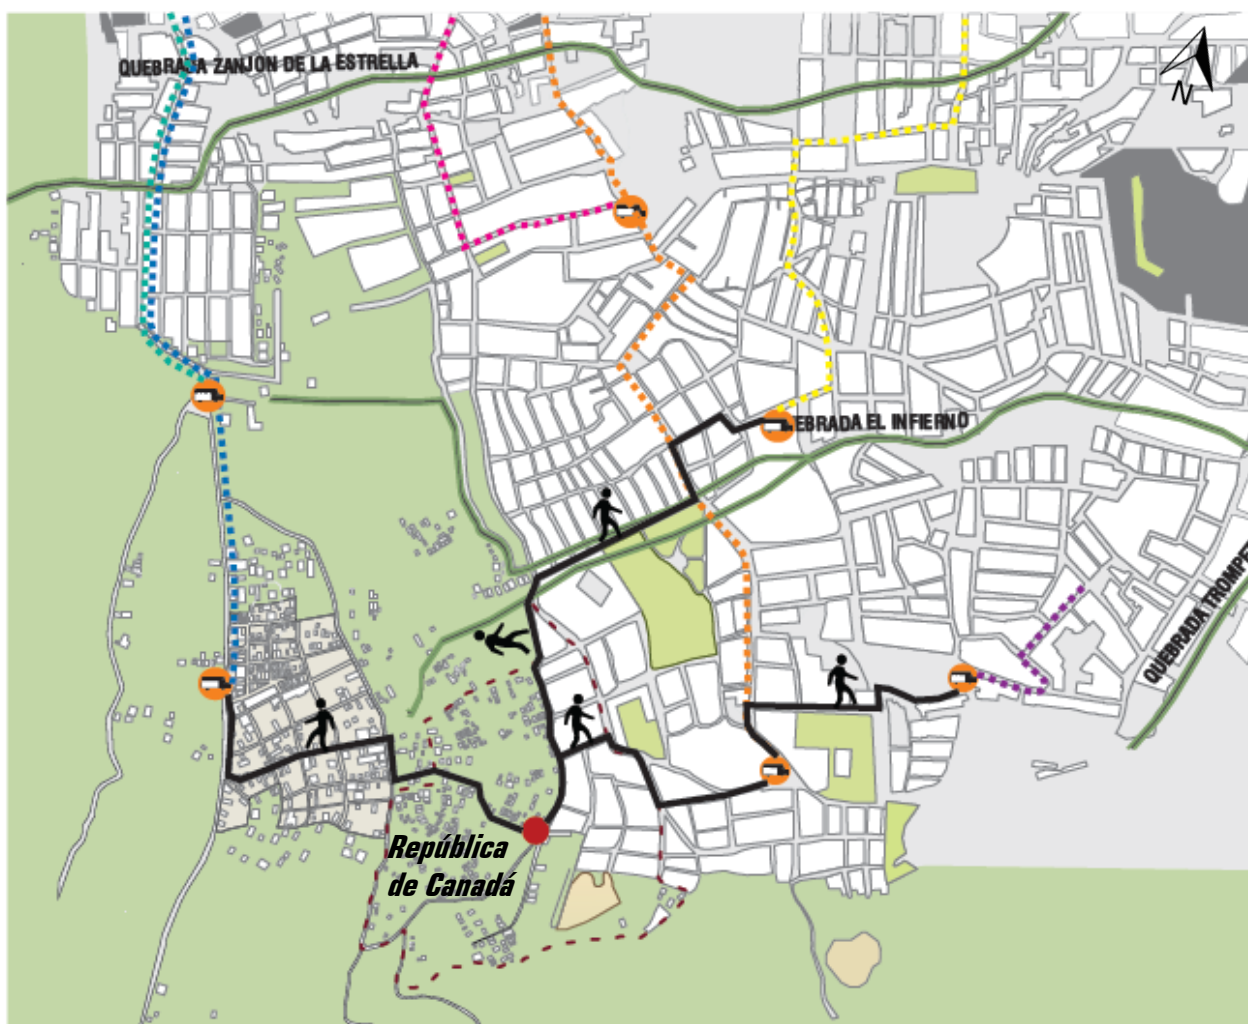 QUEBRADA ZANJON DE LA ESTRELLA
N
EBRADA EL INFIERNO
QUEBRADA TROMPE
República
de Canadá